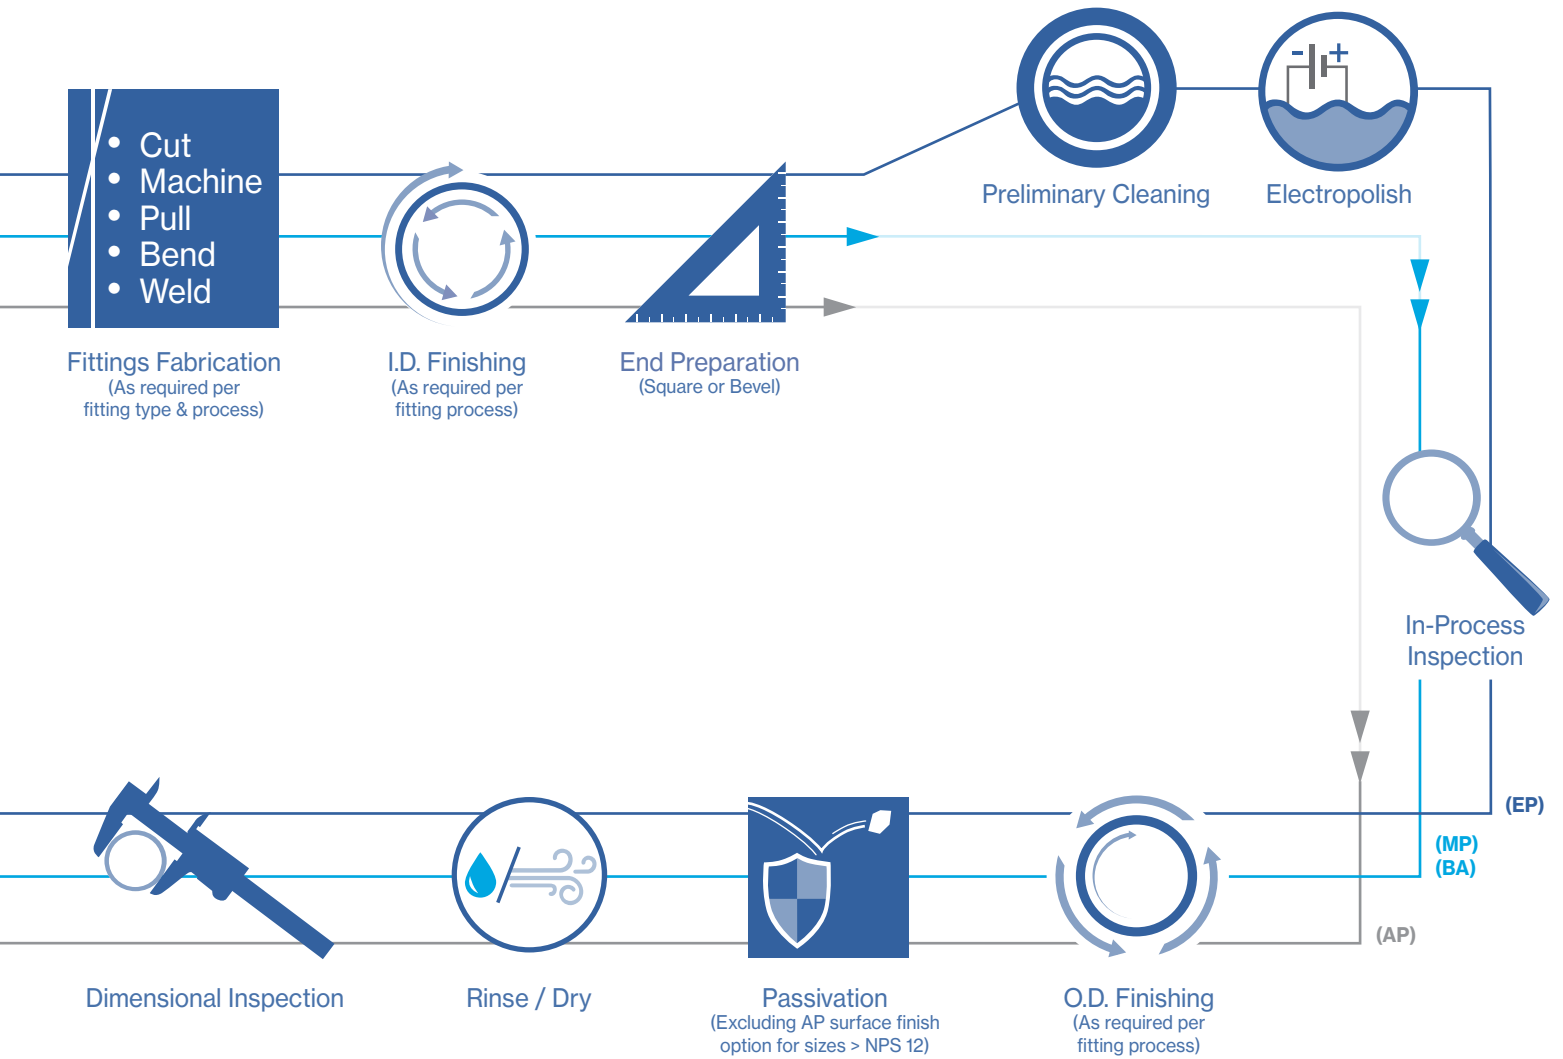 • Cut
• Machine
• Pull
• Bend
• Weld
Fittings Fabrication
(As required per
fitting type & process)
I.D. Finishing
(As required per
fitting process)
End Preparation
(Square or Bevel)
Preliminary Cleaning
- +
Electropolish
In-Process
Inspection
(EP)
(MP)
(BA)
(AP)
Dimensional Inspection
Rinse / Dry
Passivation
(Excluding AP surface finish
option for sizes > NPS 12)
O.D. Finishing
(As required per
fitting process)